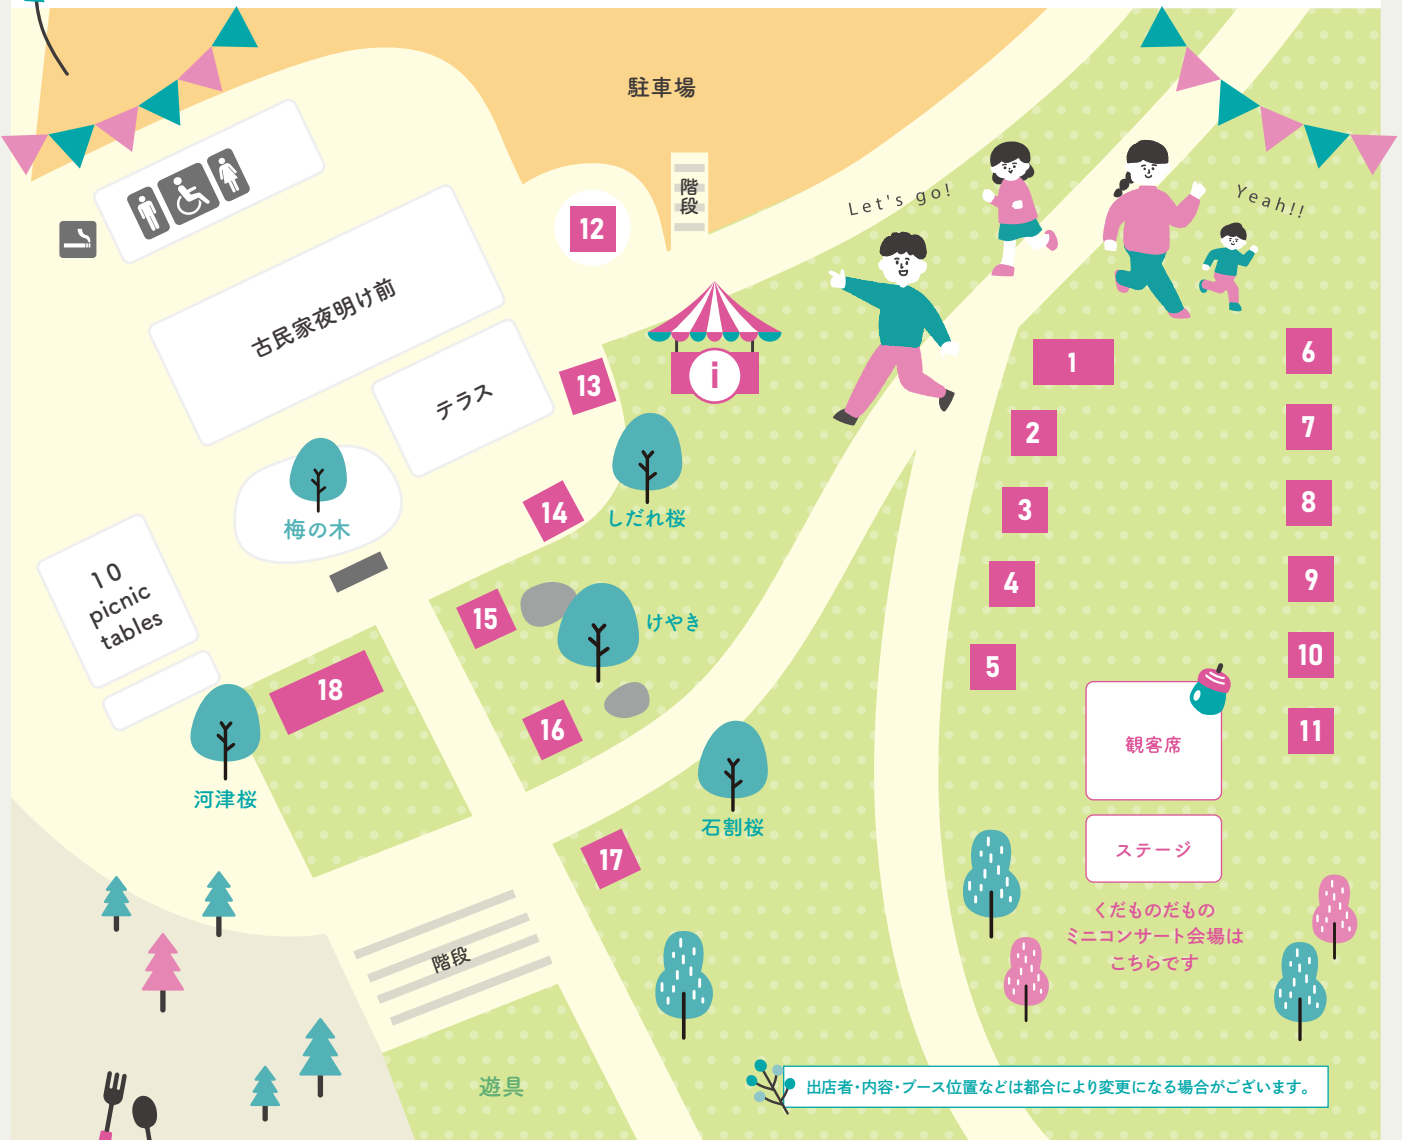 駐車場
階段
12
Let's go!
Yeah!!
古民家夜明け前
テラス
i
13
1
6
2
7
14
しだれ桜
梅の木
3
8
10
picnic
tables
15
けやき
4
9
18
16
5
10
11
観客席
河津桜
石割桜
17
ステージ
くだものだもの
ミニコンサート会場は
こちらです
階段
遊具
出店者・内容・ブース位置などは都合により変更になる場合がございます。